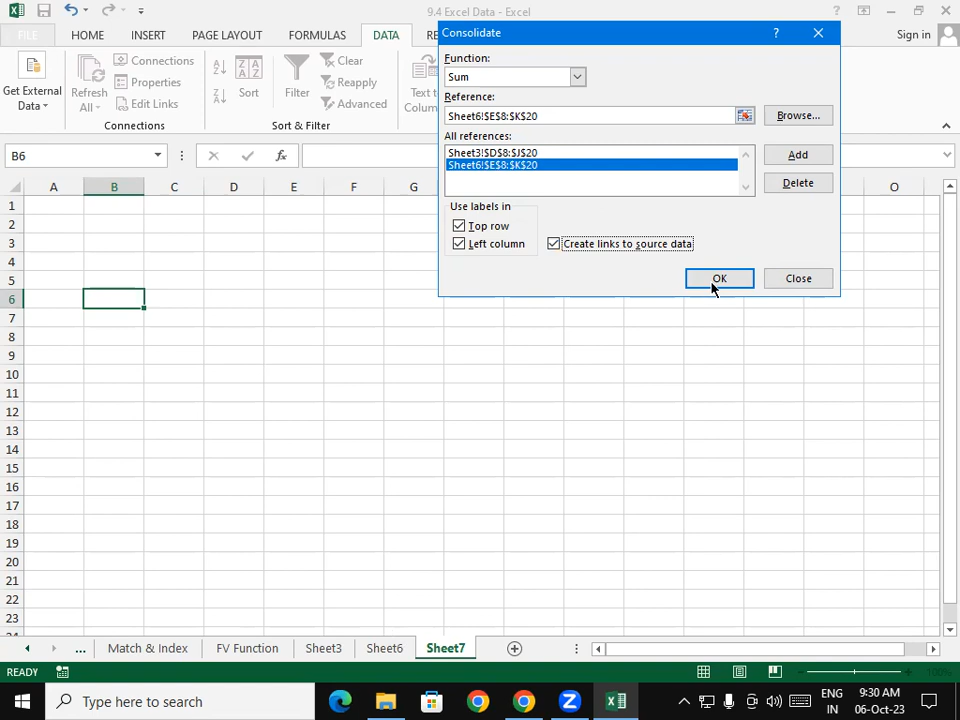 9.4 Excel Data - Excel
FILE HOME INSERT PAGE LAYOUT FORMULAS DATA
Sign in
Get External Data
Refresh All
Connections
Properties
Edit Links
Connections
Sort
Filter
Clear
Reapply
Advanced
Sort & Filter
Text to
B6
Consolidate
Function:
Sum
Reference:
Sheet6!$E$8:$K$20
Browse...
All references:
Sheet3!$D$8:$J$20
Sheet6!$E$8:$K$20
Add
Delete
Use labels in
Top row
Left column
Create links to source data
OK
Close
A B C D E F G O
1
2
3
4
5
6
7
8
9
10
11
12
13
14
15
16
17
18
19
20
21
22
23
... Match & Index FV Function Sheet3 Sheet6 Sheet7
READY
100%
Type here to search
ENG
IN
9:30 AM
06-Oct-23